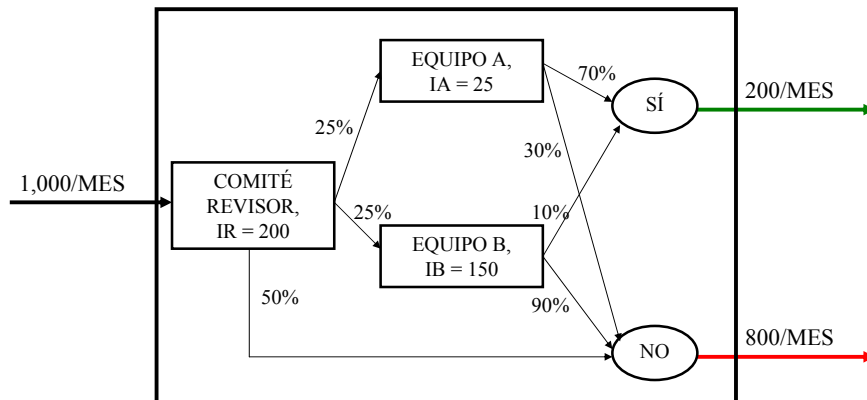 EQUIPO A,
IA = 25
70%
SÍ
200/MES
25%
30%
1,000/MES
COMITÉ
REVISOR,
IR = 200
25%
10%
EQUIPO B,
IB = 150
50%
90%
NO
800/MES